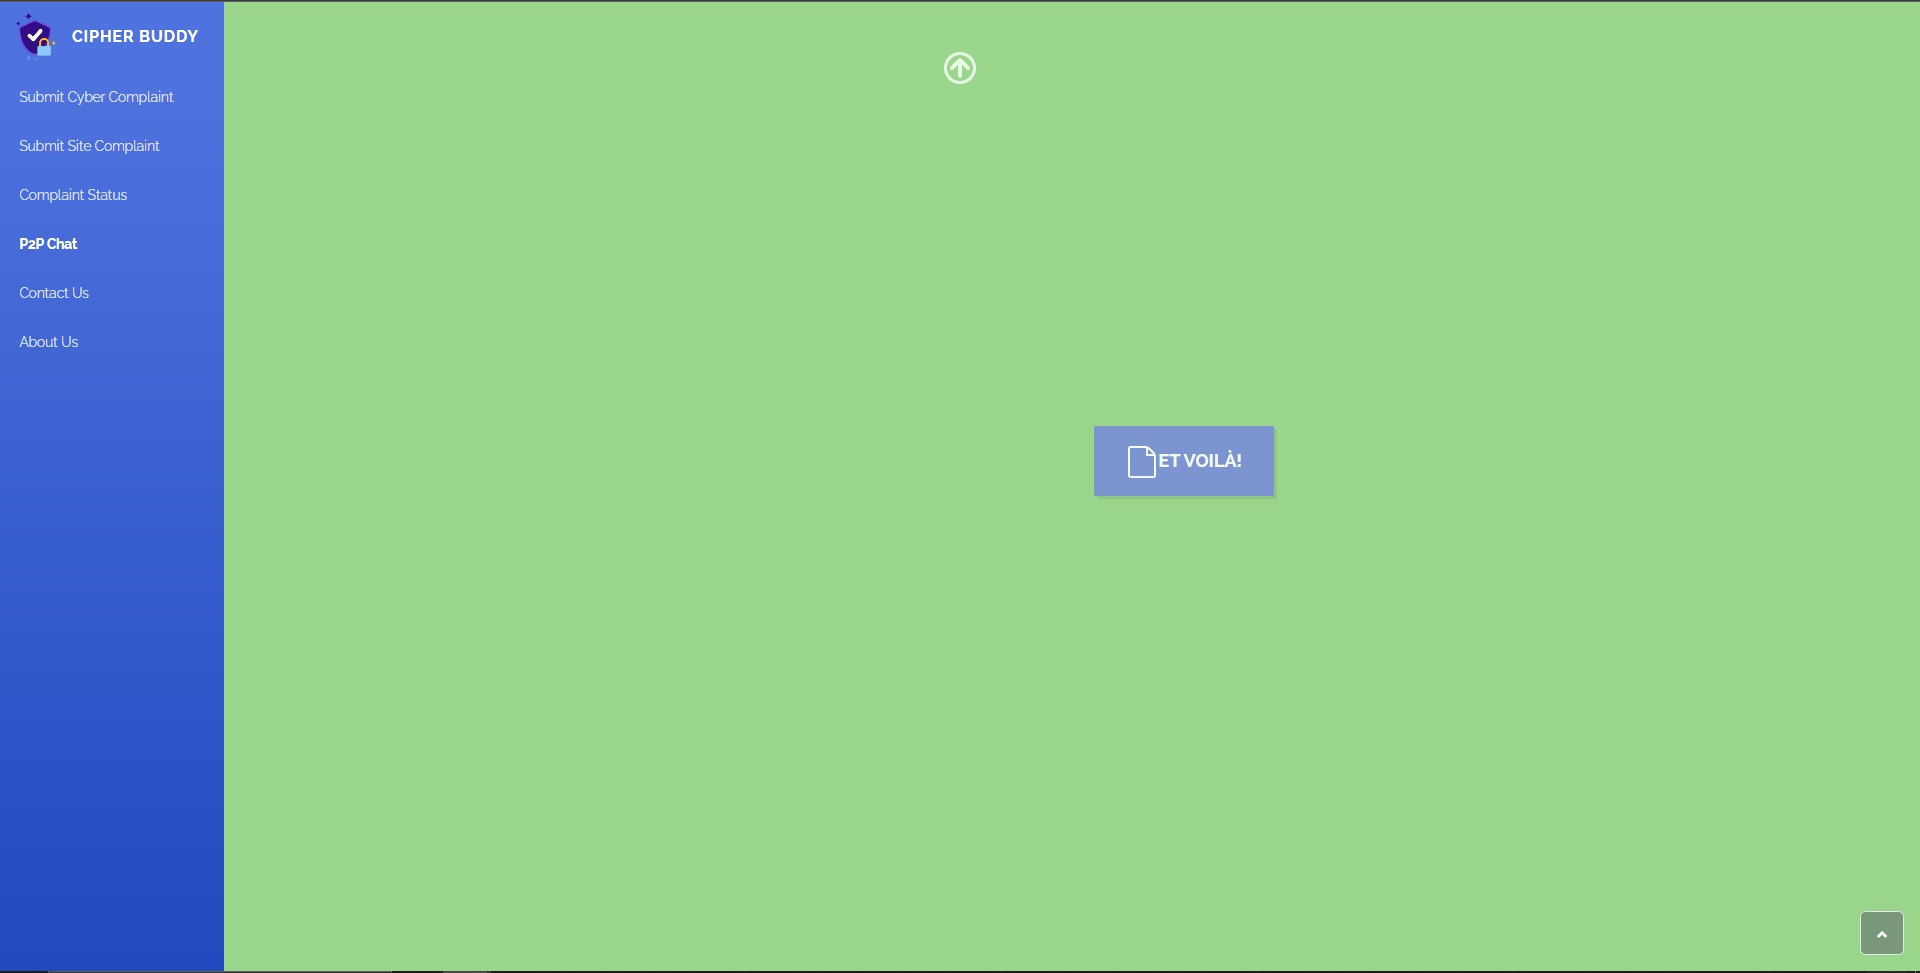 CIPHER BUDDY
Submit Cyber Complaint
Submit Site Complaint
Complaint Status
P2P Chat
Contact Us
About Us
ET VOILÀ!